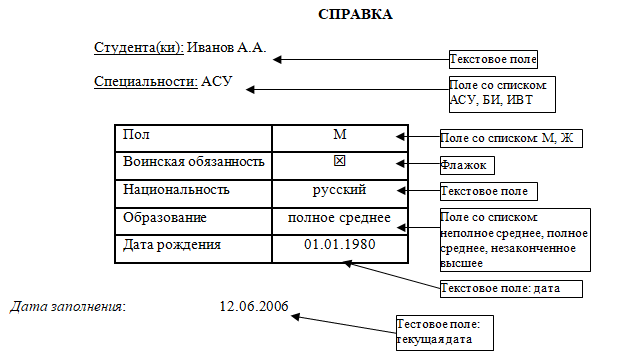 СПРАВКА
Студента(ки): Иванов А.А.
Текстовое поле
Специальности: АСУ
Поле со списком:
АСУ, БИ, ИВТ
Пол М
Поле со списком: М, Ж
Воинская обязанность ☒
Флажок
Национальность русский
Текстовое поле
Образование полное среднее
Поле со списком:
неполное среднее, полное
среднее, незаконченное
высшее
Дата рождения 01.01.1980
Текстовое поле: дата
Дата заполнения: 12.06.2006
Тестовое поле:
текущая дата